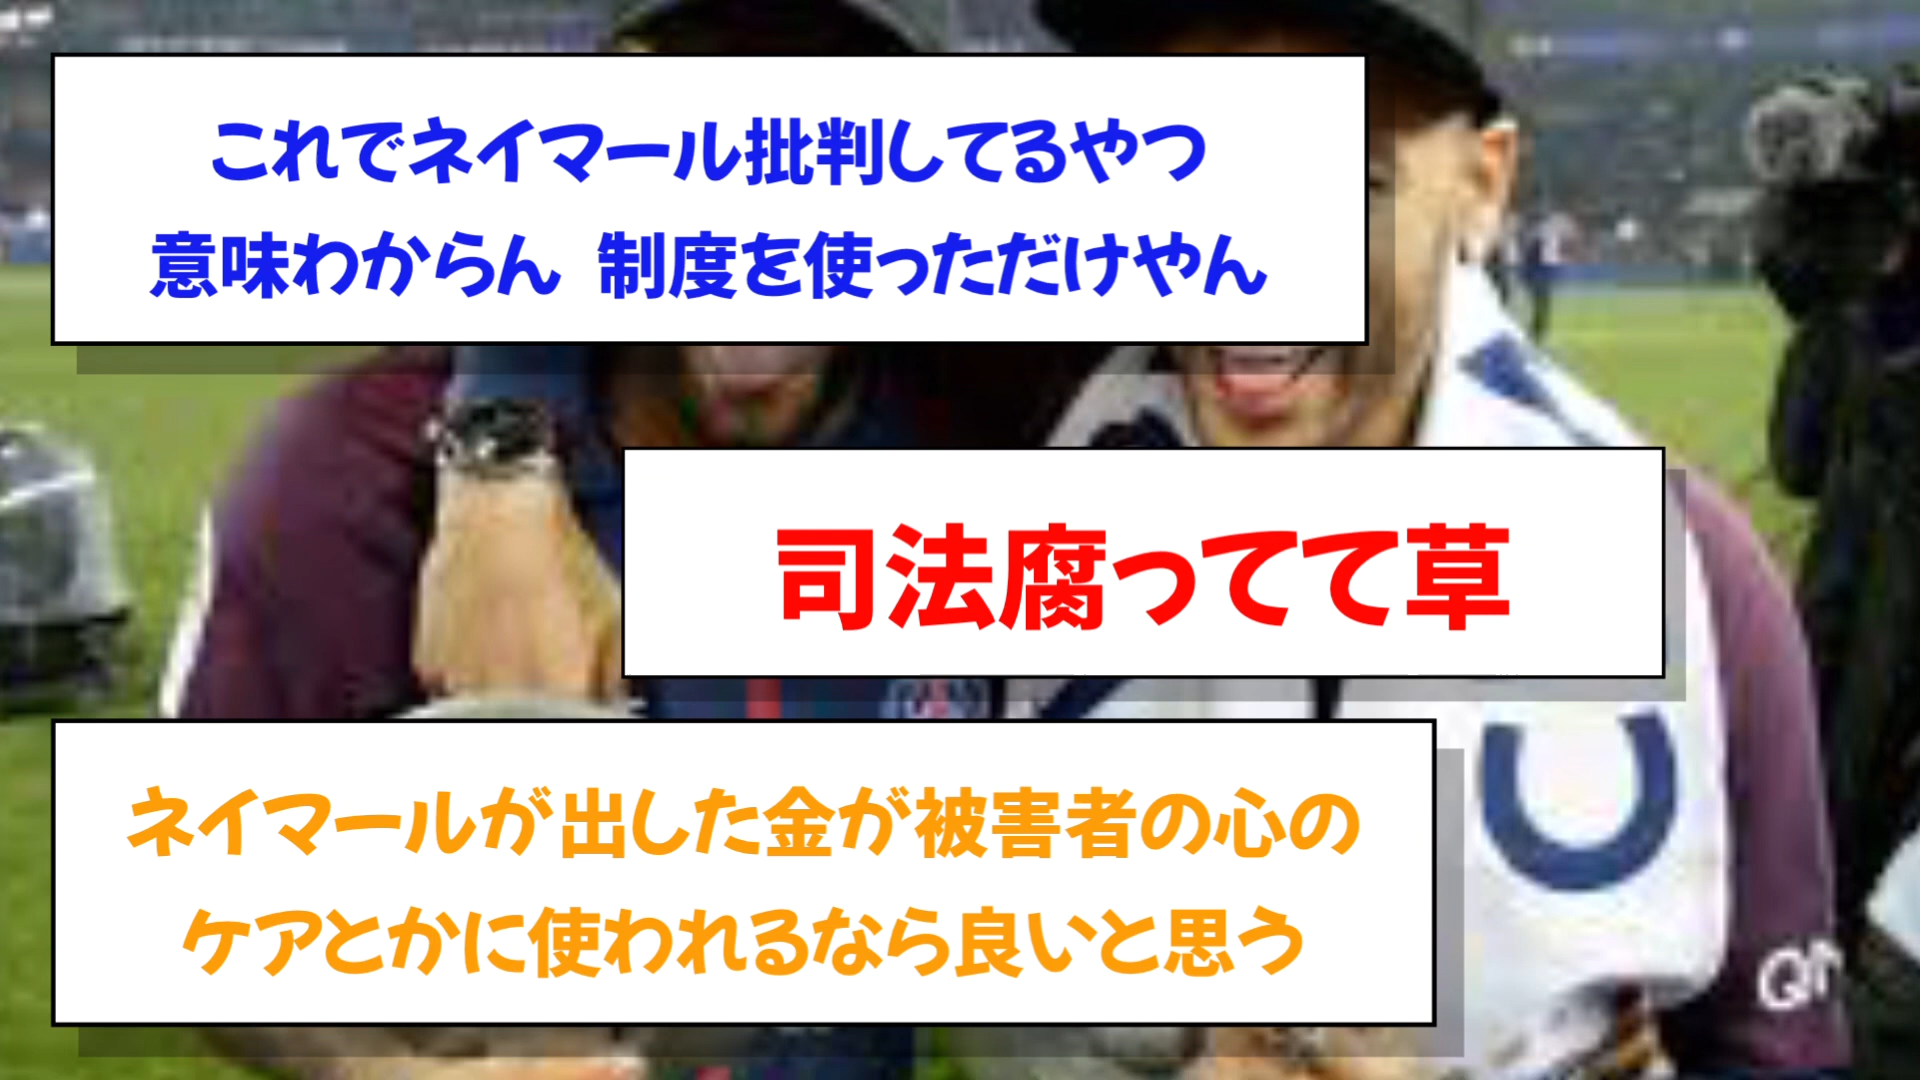 これでネイマール批判してるやつ
意味わからん 制度を使っただけやん
司法腐ってて草
ネイマールが出した金が被害者の心の
ケアとかに使われるなら良いと思う